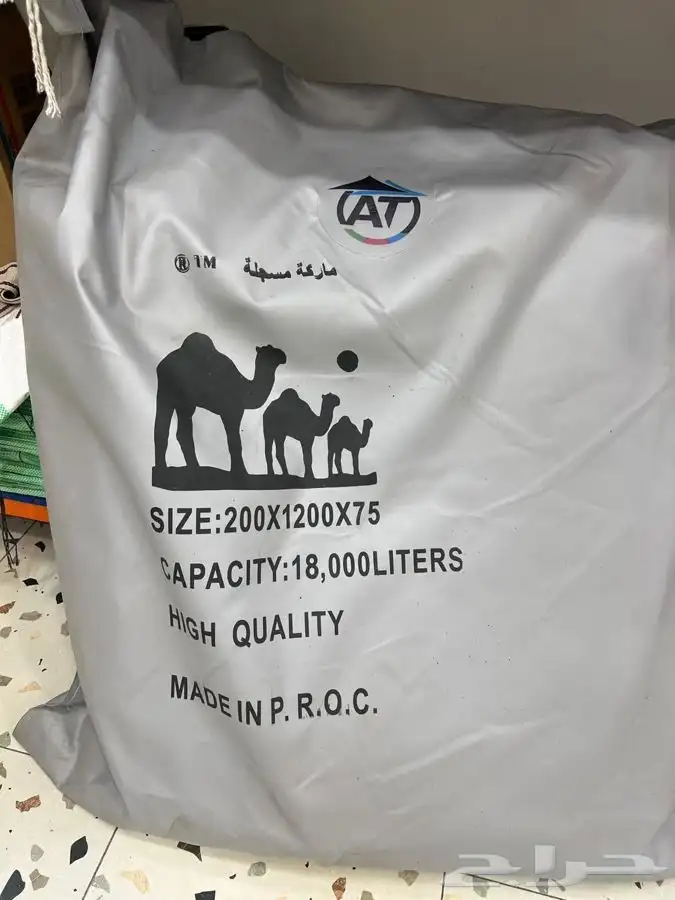 AT
ماركة مسجلة ® TM
SIZE:200X1200X75
CAPACITY:18,000LITERS
HIGH QUALITY
MADE IN P. R.O.C.
حراج